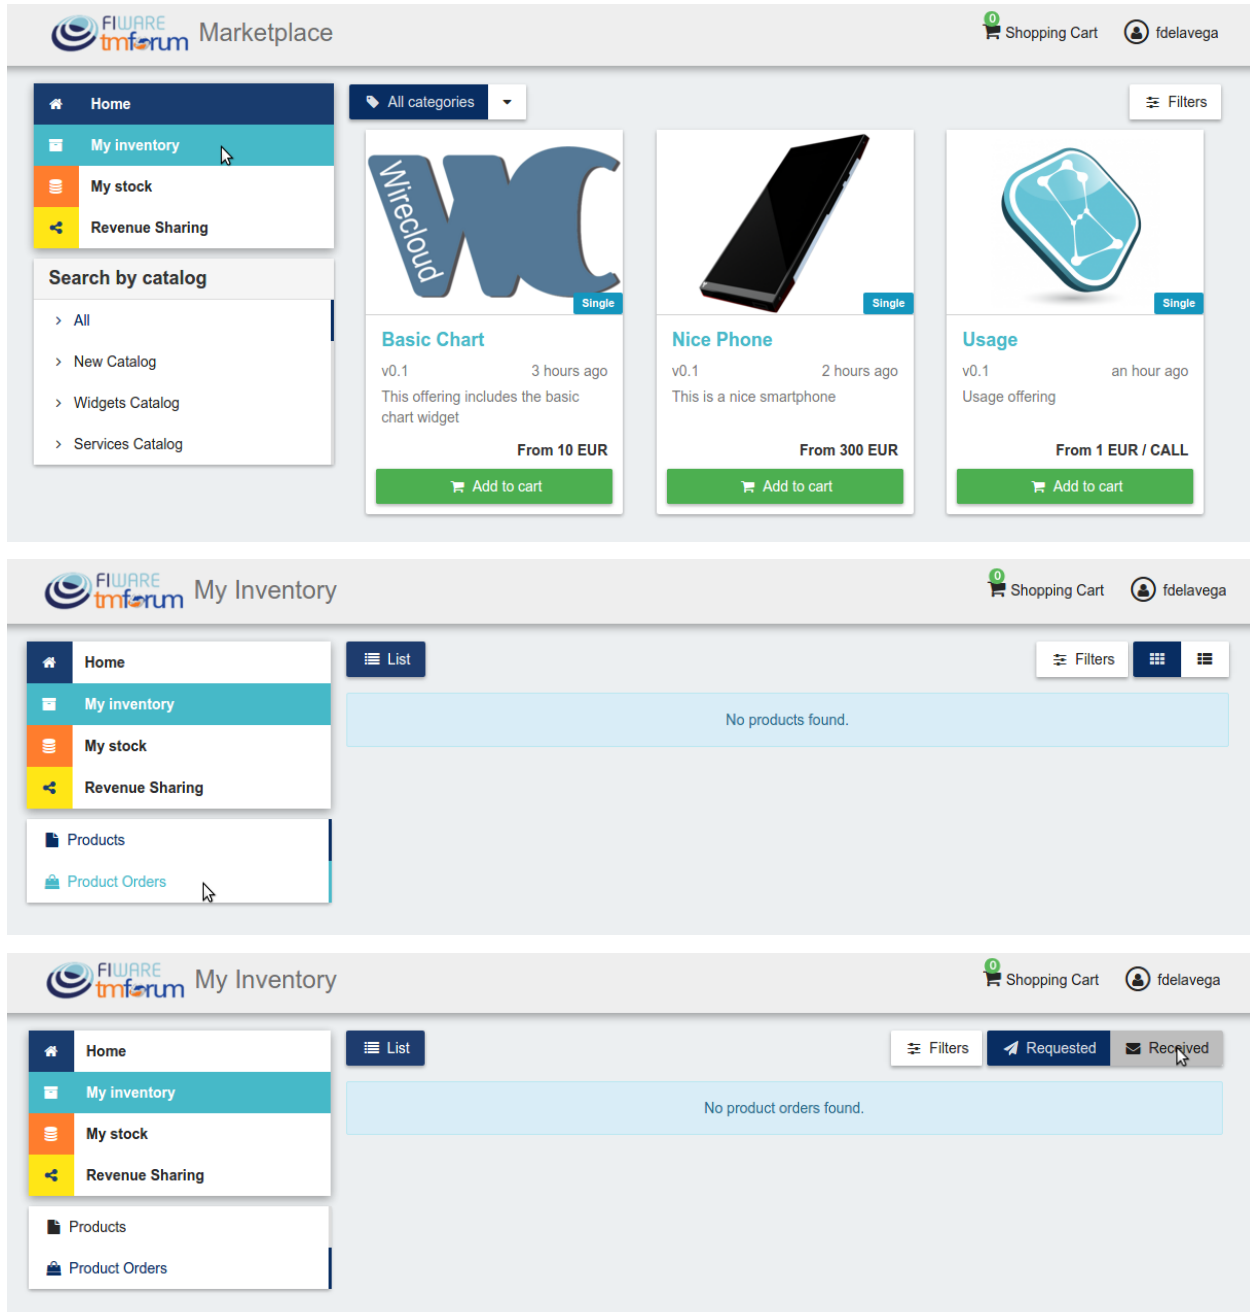 FIWARE
tmforum
Marketplace
0
Shopping Cart
fdelavega
Home
My inventory
My stock
Revenue Sharing
Search by catalog
All
New Catalog
Widgets Catalog
Services Catalog
All categories
Filters
Wirecloud
WC
Single
Basic Chart
v0.1 3 hours ago
This offering includes the basic
chart widget
From 10 EUR
Add to cart
Single
Nice Phone
v0.1 2 hours ago
This is a nice smartphone
From 300 EUR
Add to cart
Single
Usage
v0.1 an hour ago
Usage offering
From 1 EUR / CALL
Add to cart
FIWARE
tmforum
My Inventory
0
Shopping Cart
fdelavega
Home
My inventory
My stock
Revenue Sharing
Products
Product Orders
List
Filters
No products found.
FIWARE
tmforum
My Inventory
0
Shopping Cart
fdelavega
Home
My inventory
My stock
Revenue Sharing
Products
Product Orders
List
Filters
Requested
Received
No product orders found.